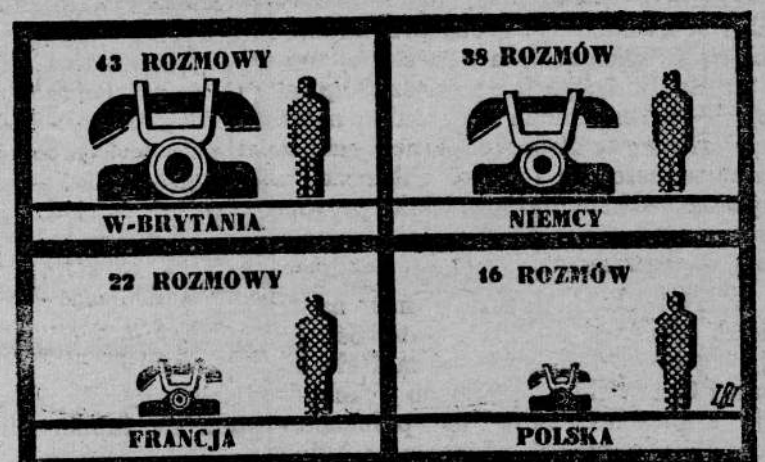 43 ROZMOWY
38 ROZMÓW
W-BRYTANIA
NIEMCY
22 ROZMOWY
16 ROZMÓW
FRANCJA
POLSKA